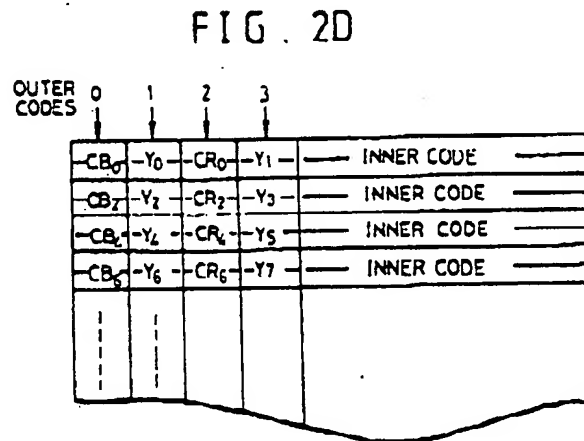 FIG. 2D
OUTER CODES 0 1 2 3
CB₀ Y₀ CR₀ Y₁ INNER CODE
CB₂ Y₂ CR₂ Y₃ INNER CODE
CB₄ Y₄ CR₄ Y₅ INNER CODE
CB₆ Y₆ CR₆ Y₇ INNER CODE